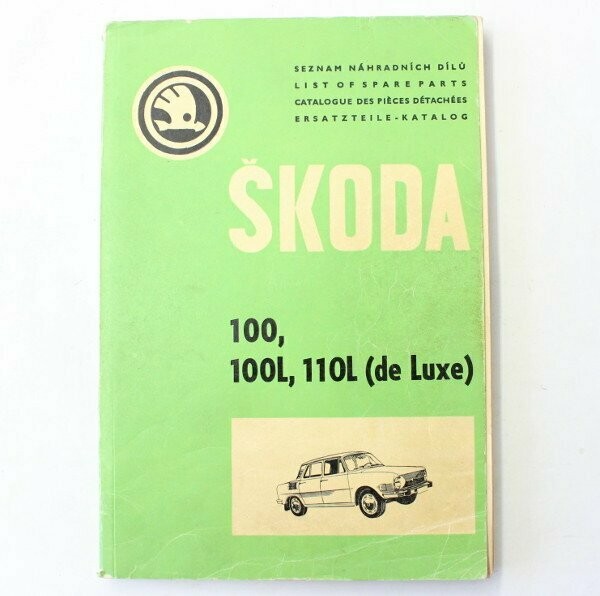 SEZNAM NÁHRADNÍCH DÍLŮ
LIST OF SPARE PARTS
CATALOGUE DES PIÈCES DÉTACHÉES
ERSATZTEILE-KATALOG
ŠKODA
100,
100L, 110L (de Luxe)